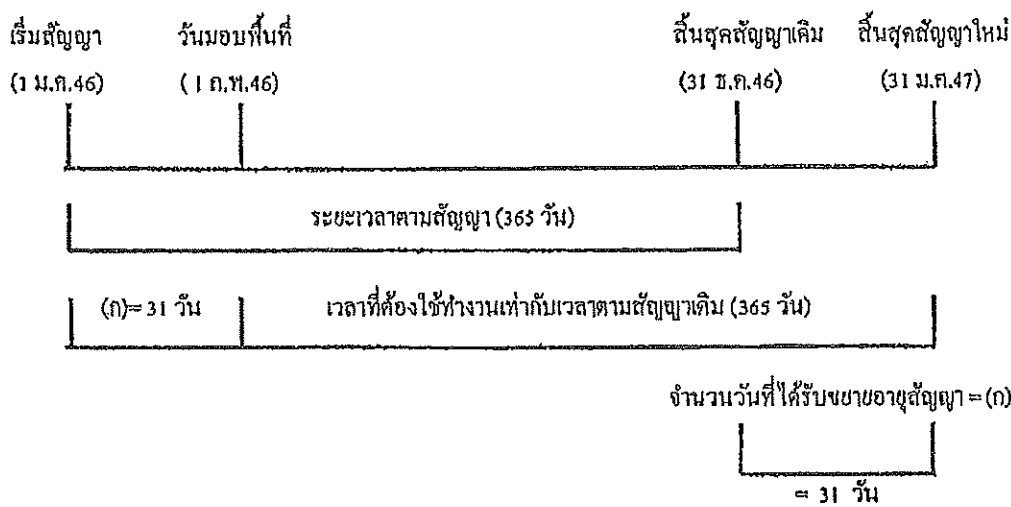 เริ่มสัญญา วันมอบพื้นที่ สิ้นสุดสัญญาเดิม สิ้นสุดสัญญาใหม่
(1 ม.ค.46) (1 ก.พ.46) (31 ธ.ค.46) (31 ม.ค.47)
ระยะเวลาตามสัญญา (365 วัน)
(ก)= 31 วัน เวลาที่ต้องใช้ทำงานเท่ากับเวลาตามสัญญาเดิม (365 วัน)
จำนวนวันที่ได้รับขยายอายุสัญญา = (ก)
= 31 วัน